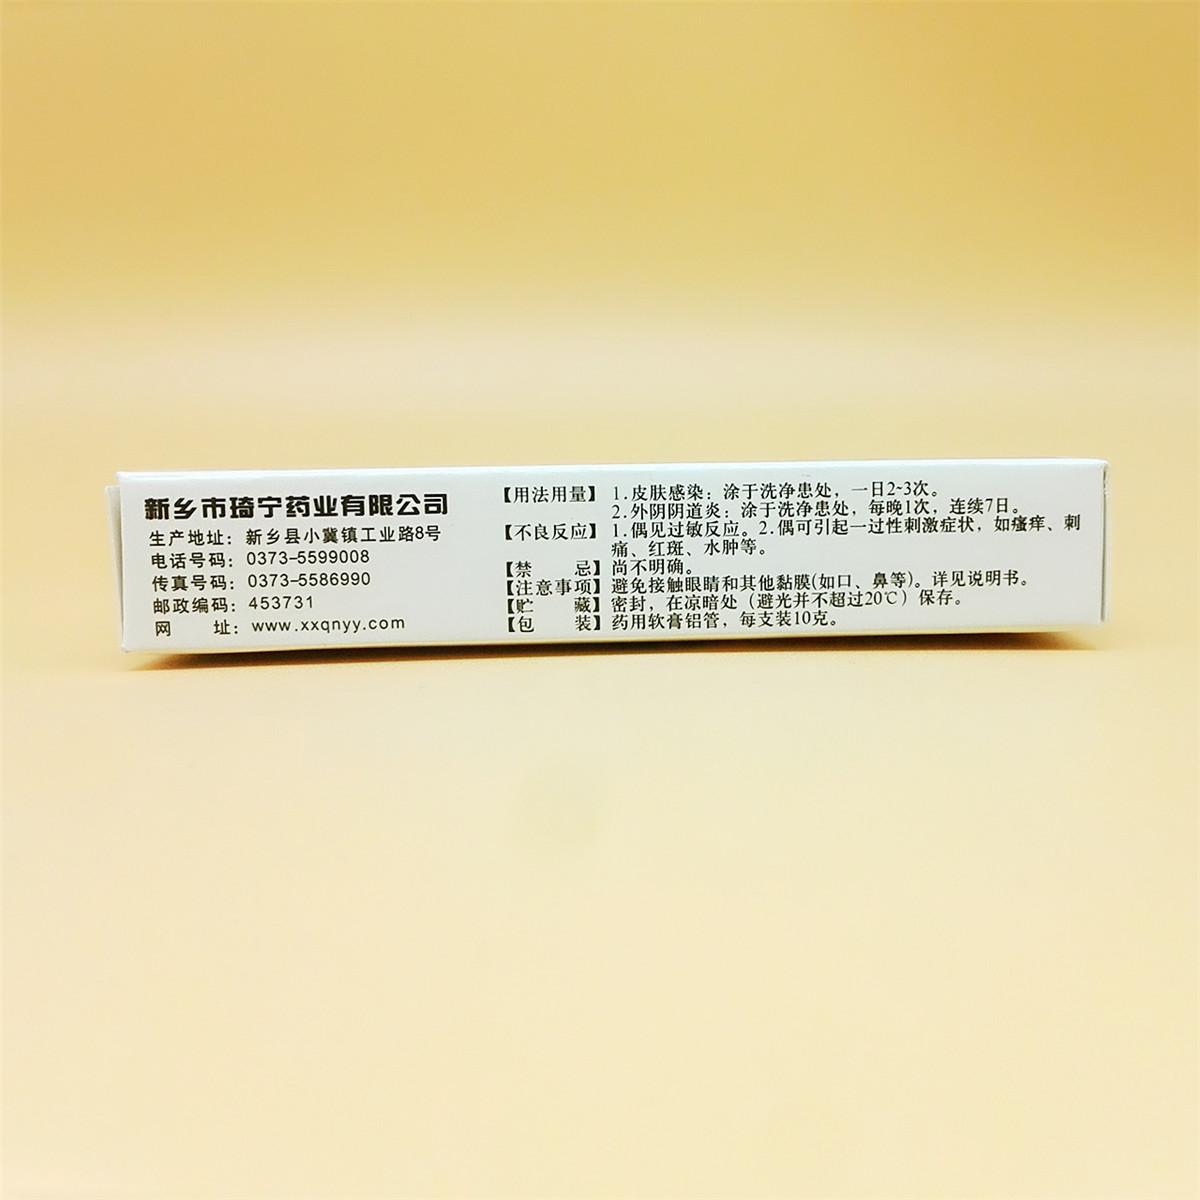 新乡市琦宁药业有限公司
生产地址：新乡县小冀镇工业路8号
电话号码：0373-5599008
传真号码：0373-5586990
邮政编码：453731
网 址：www.xxqnyy.com
【用法用量】1.皮肤感染：涂于洗净患处，一日2~3次。
2.外阴阴道炎：涂于洗净患处，每晚1次，连续7日。
【不良反应】1.偶见过敏反应。2.偶可引起一过性刺激症状，如瘙痒、刺
痛、红斑、水肿等。
【禁 忌】尚不明确。
【注意事项】避免接触眼睛和其他黏膜(如口、鼻等)。详见说明书。
【贮 藏】密封，在凉暗处（避光并不超过20℃）保存。
【包 装】药用软膏铝管，每支装10克。